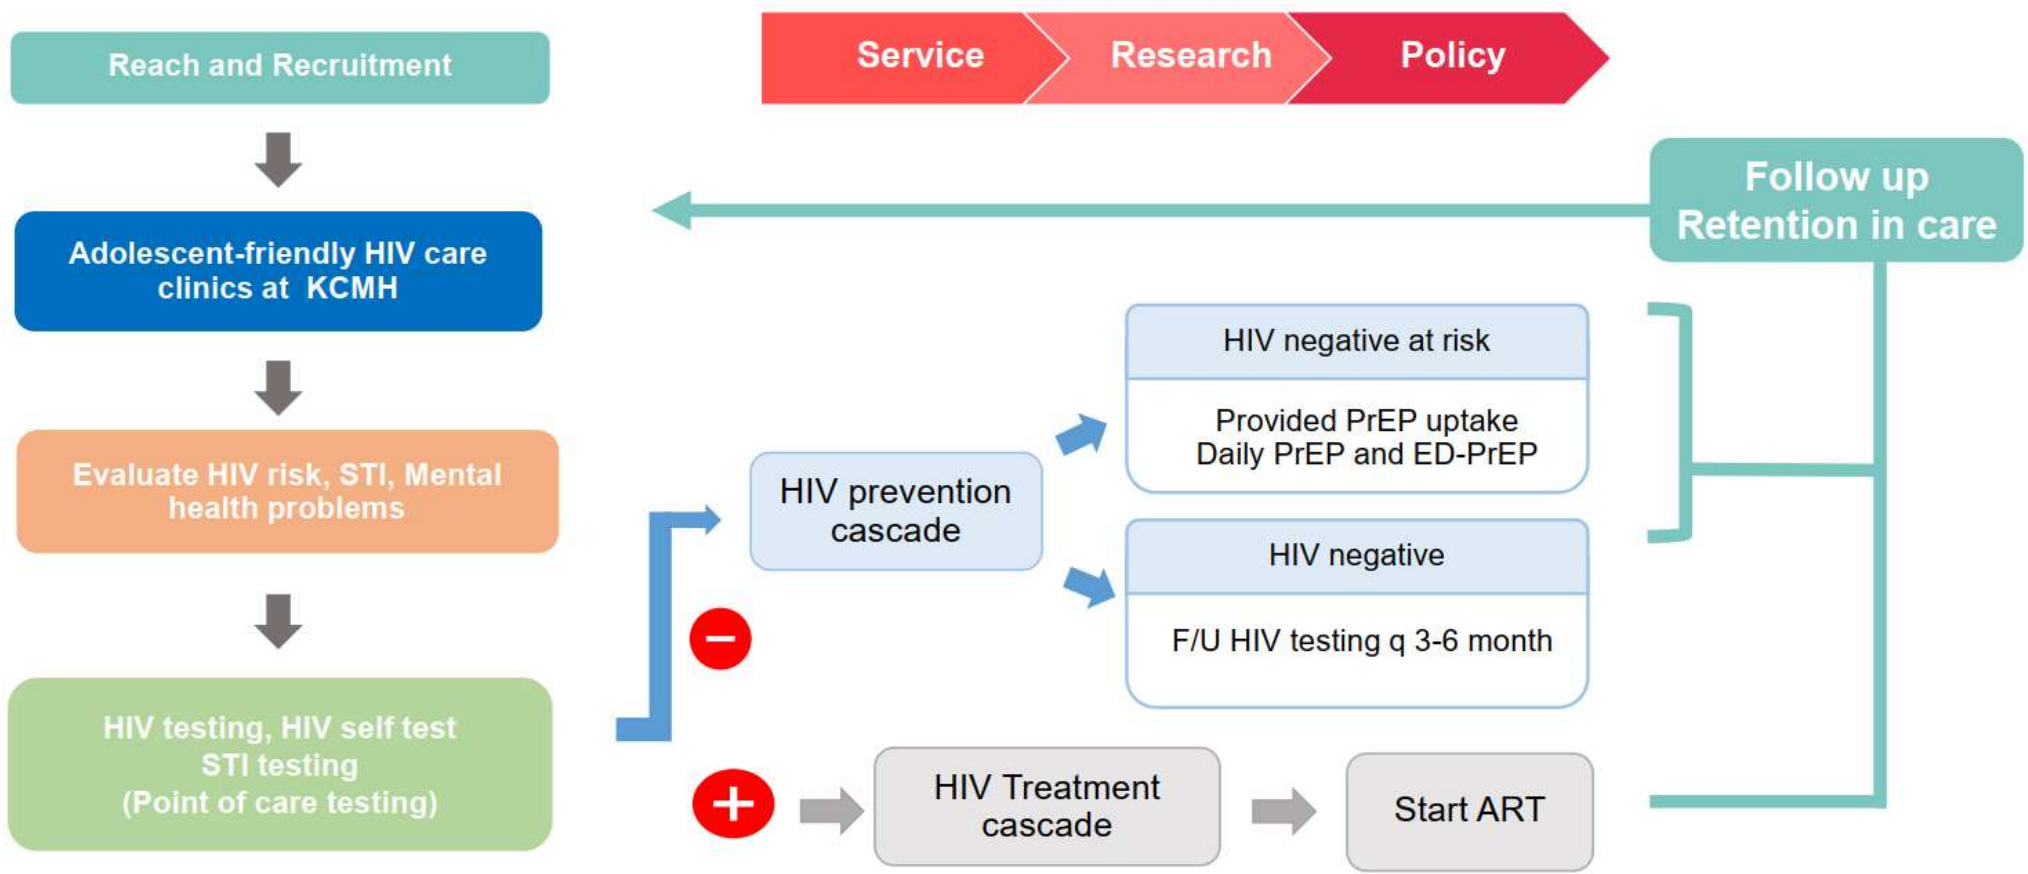 Reach and Recruitment
Service
Research
Policy
Adolescent-friendly HIV care
clinics at KCMH
Follow up
Retention in care
Evaluate HIV risk, STI, Mental
health problems
HIV testing, HIV self test
STI testing
(Point of care testing)
HIV prevention
cascade
HIV negative at risk
Provided PrEP uptake
Daily PrEP and ED-PrEP
HIV negative
F/U HIV testing q 3-6 month
HIV Treatment
cascade
Start ART